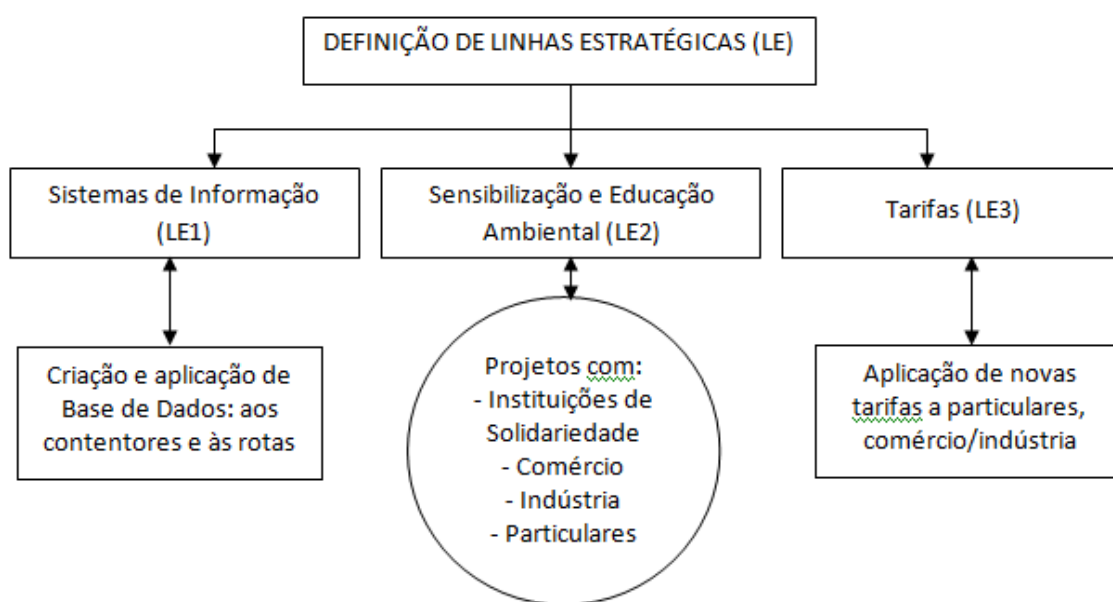 DEFINIÇÃO DE LINHAS ESTRATÉGICAS (LE)
Sistemas de Informação
(LE1)
Sensibilização e Educação
Ambiental (LE2)
Tarifas (LE3)
Criação e aplicação de
Base de Dados: aos
contentores e às rotas
Projetos com:
- Instituições de
Solidariedade
- Comércio
- Indústria
- Particulares
Aplicação de novas
tarifas a particulares,
comércio/indústria